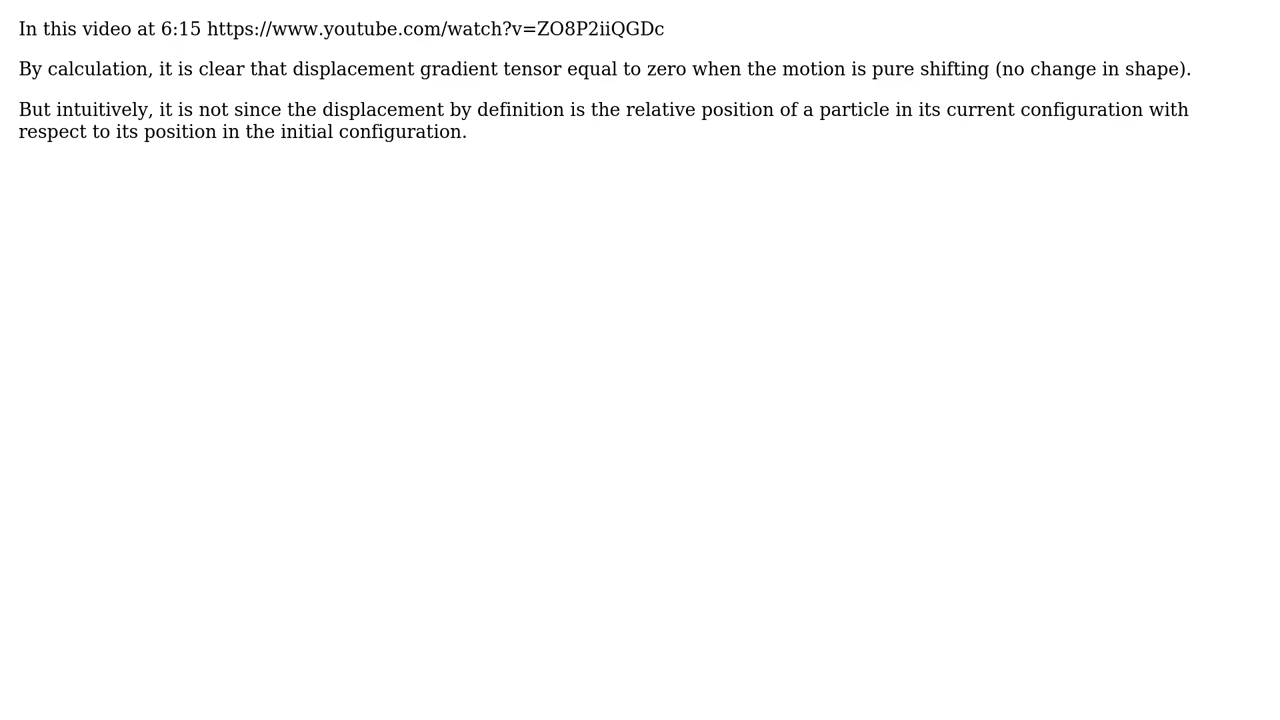 In this video at 6:15 https://www.youtube.com/watch?v=ZO8P2iiQGDc
By calculation, it is clear that displacement gradient tensor equal to zero when the motion is pure shifting (no change in shape).
But intuitively, it is not since the displacement by definition is the relative position of a particle in its current configuration with
respect to its position in the initial configuration.